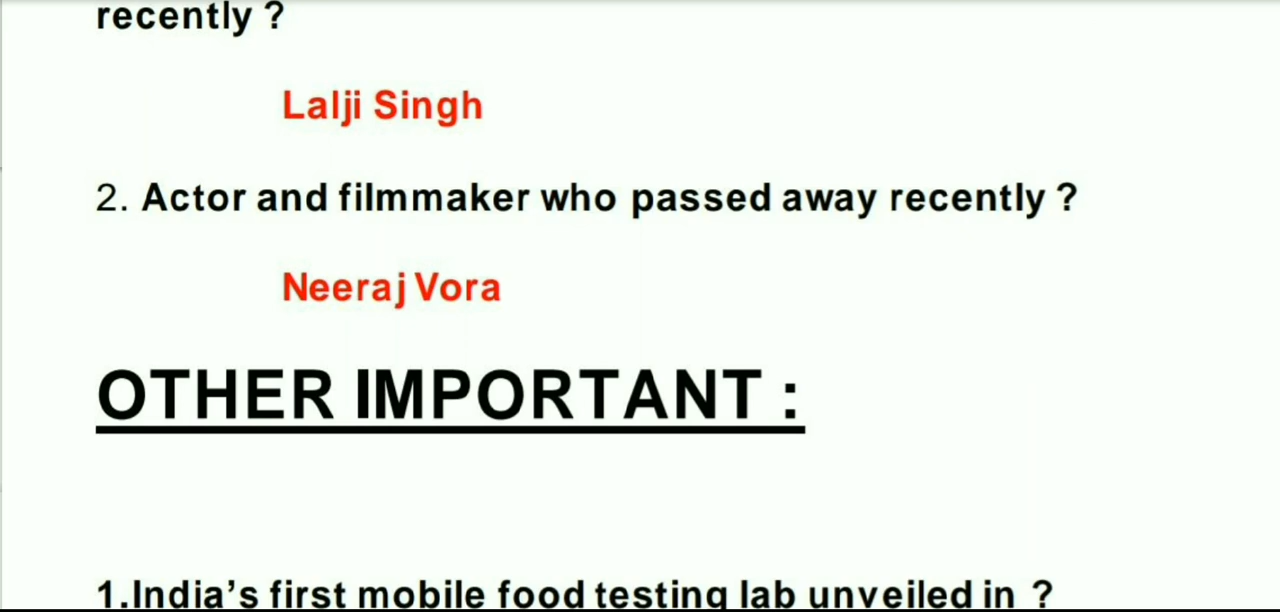 recently ?
Lalji Singh
2. Actor and filmmaker who passed away recently ?
Neeraj Vora
OTHER IMPORTANT :
1.India’s first mobile food testing lab unveiled in ?